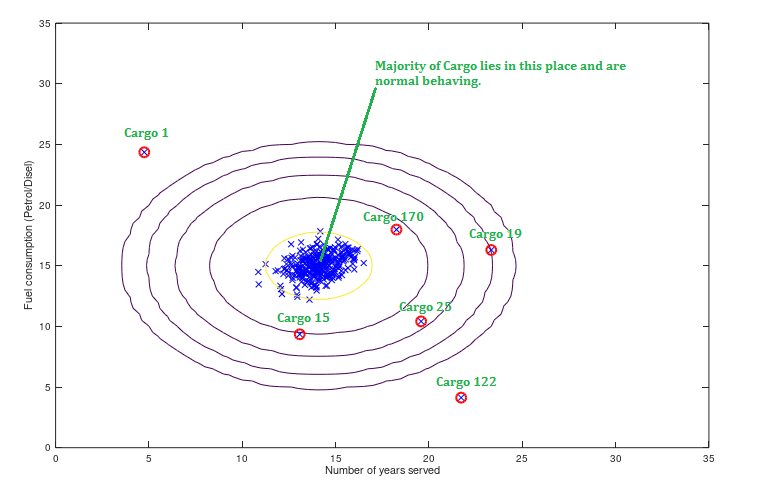 35
30
25
20
15
10
5
0
Fuel consumption (Petrol/Disel)
Majority of Cargo lies in this place and are
normal behaving.
Cargo 1
Cargo 170
Cargo 19
Cargo 25
Cargo 15
Cargo 122
0 5 10 15 20 25 30 35
Number of years served